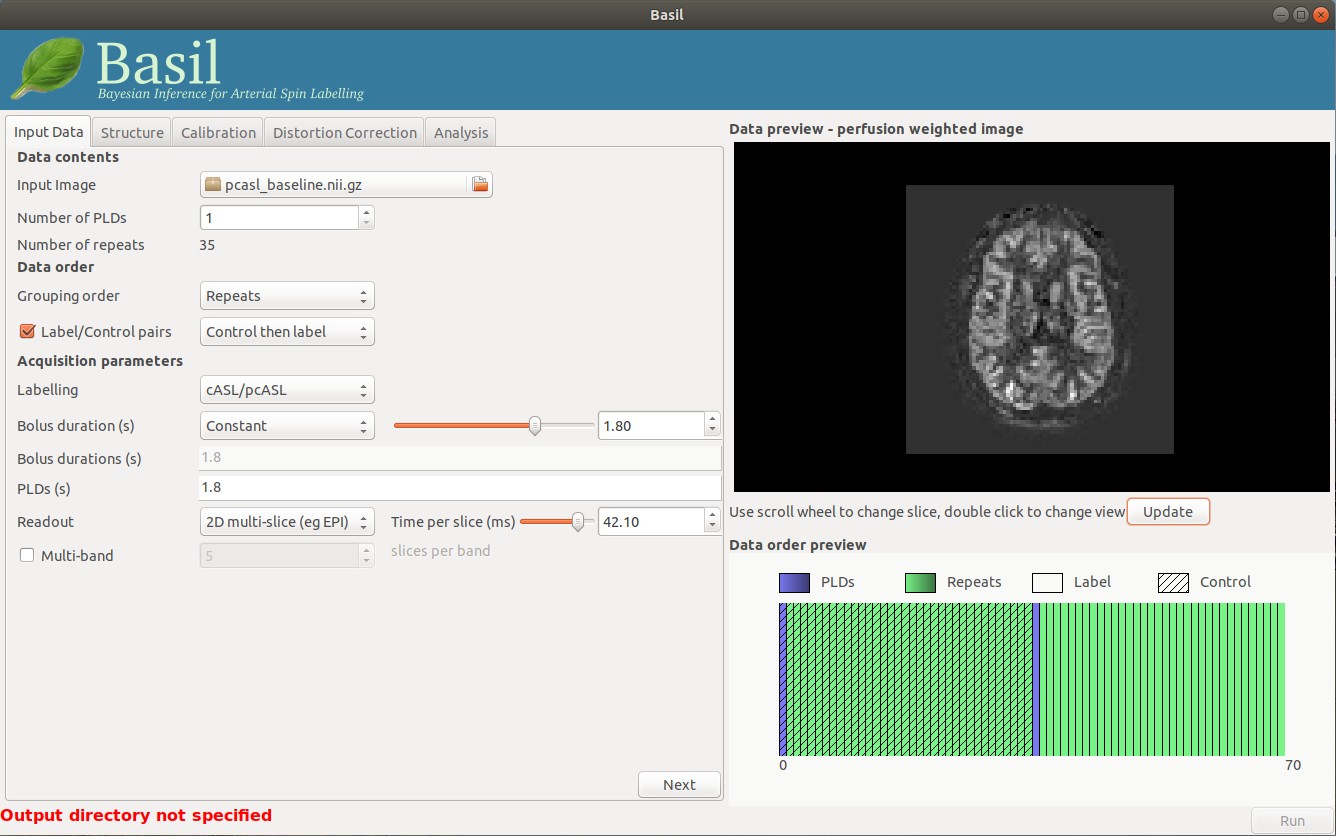 Basil
Basil
Bayesian Inference for Arterial Spin Labelling
Input Data Structure Calibration Distortion Correction Analysis
Data contents
Input Image pcasl_baseline.nii.gz
Number of PLDs 1
Number of repeats 35
Data order
Grouping order Repeats
Label/Control pairs Control then label
Acquisition parameters
Labelling cASL/pcASL
Bolus duration (s) Constant 1.80
Bolus durations (s) 1.8
PLDs (s) 1.8
Readout 2D multi-slice (eg EPI) Time per slice (ms) 42.10
Multi-band 5 slices per band
Next
Data preview - perfusion weighted image
Use scroll wheel to change slice, double click to change view Update
Data order preview
PLDs Repeats Label Control
0 70
Output directory not specified
Run